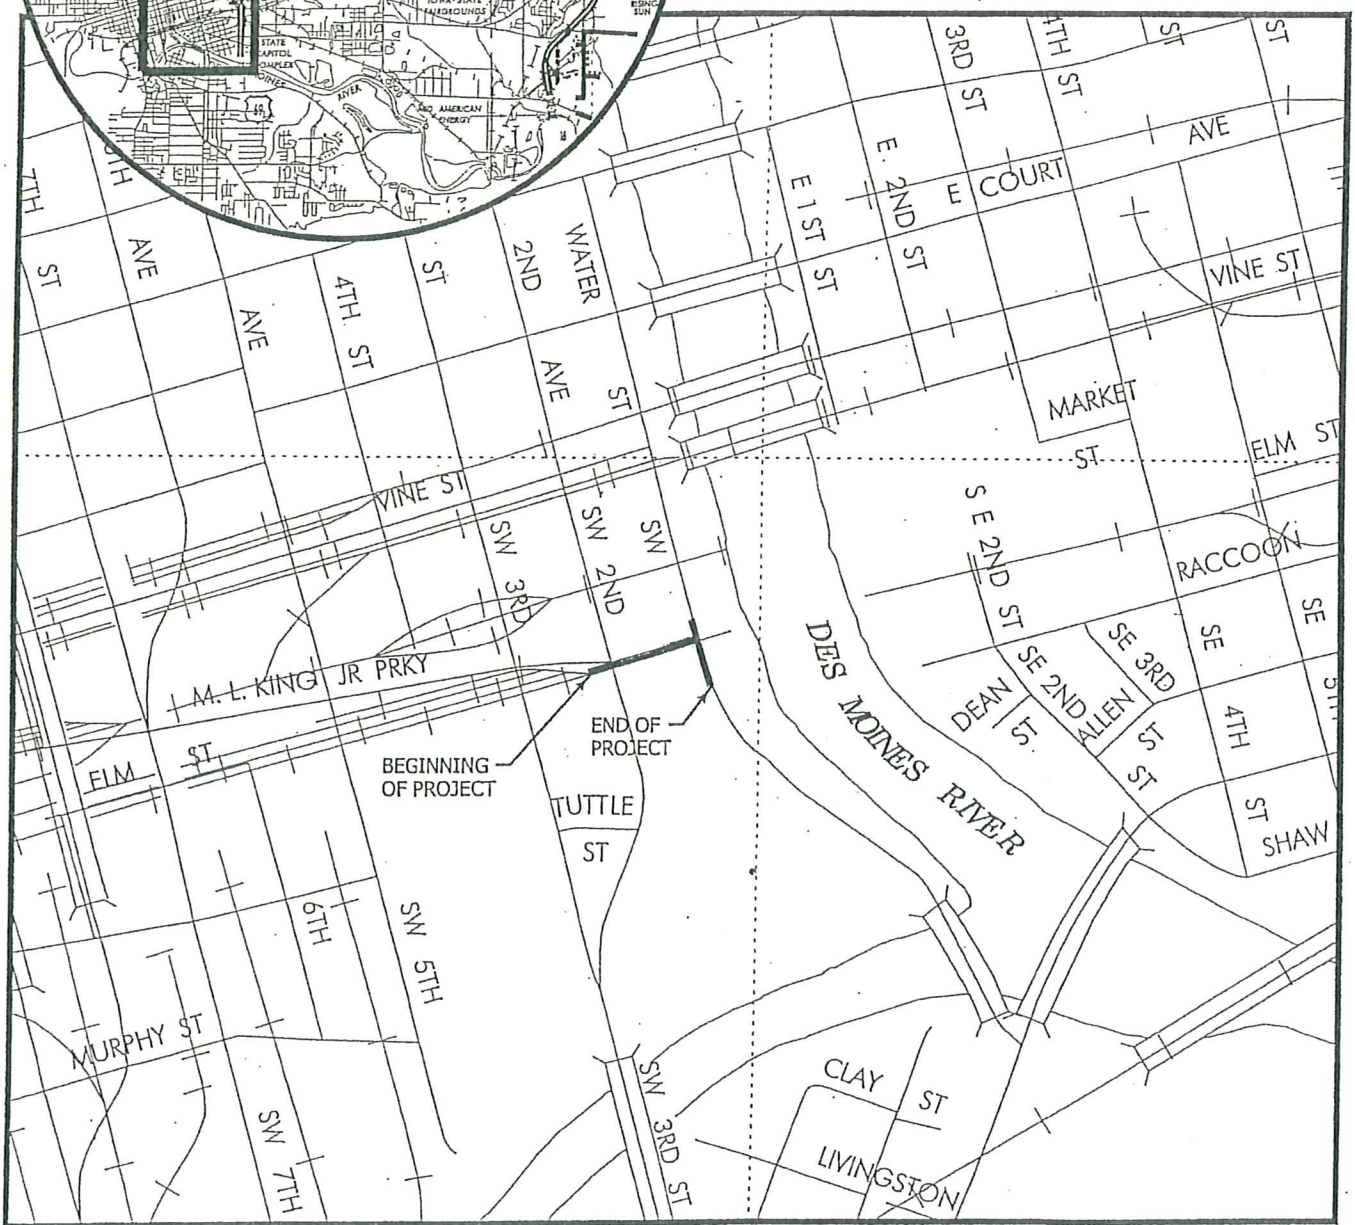 IOWA STATE
FAIRGROUNDS
RISING
SUN
STATE
CAPITOL
COMPLEX
RIVER
69
AMERICAN
ENERGY
7TH
ST
AVE
AVE
4TH ST
ST
2ND
AVE
WATER
ST
E 1ST
ST
E. 2ND
ST
3RD
ST
4TH ST
ST
ST
E COURT
AVE
VINE ST
MARKET
ST
ELM ST
VINE ST
SW 3RD
SW 2ND
SW
S E 2ND ST
RACCOON
SE
SE 4TH
ST
SHAW
SE 3RD
ST
SE 2ND
ST
DEAN
ST
ALLEN
M. L. KING JR PRKY
ELM ST
BEGINNING
OF PROJECT
END OF
PROJECT
DES MOINES RIVER
TUTTLE
ST
6TH
SW 5TH
MURPHY ST
SW 7TH
SW 3RD ST
CLAY
ST
LIVINGSTON